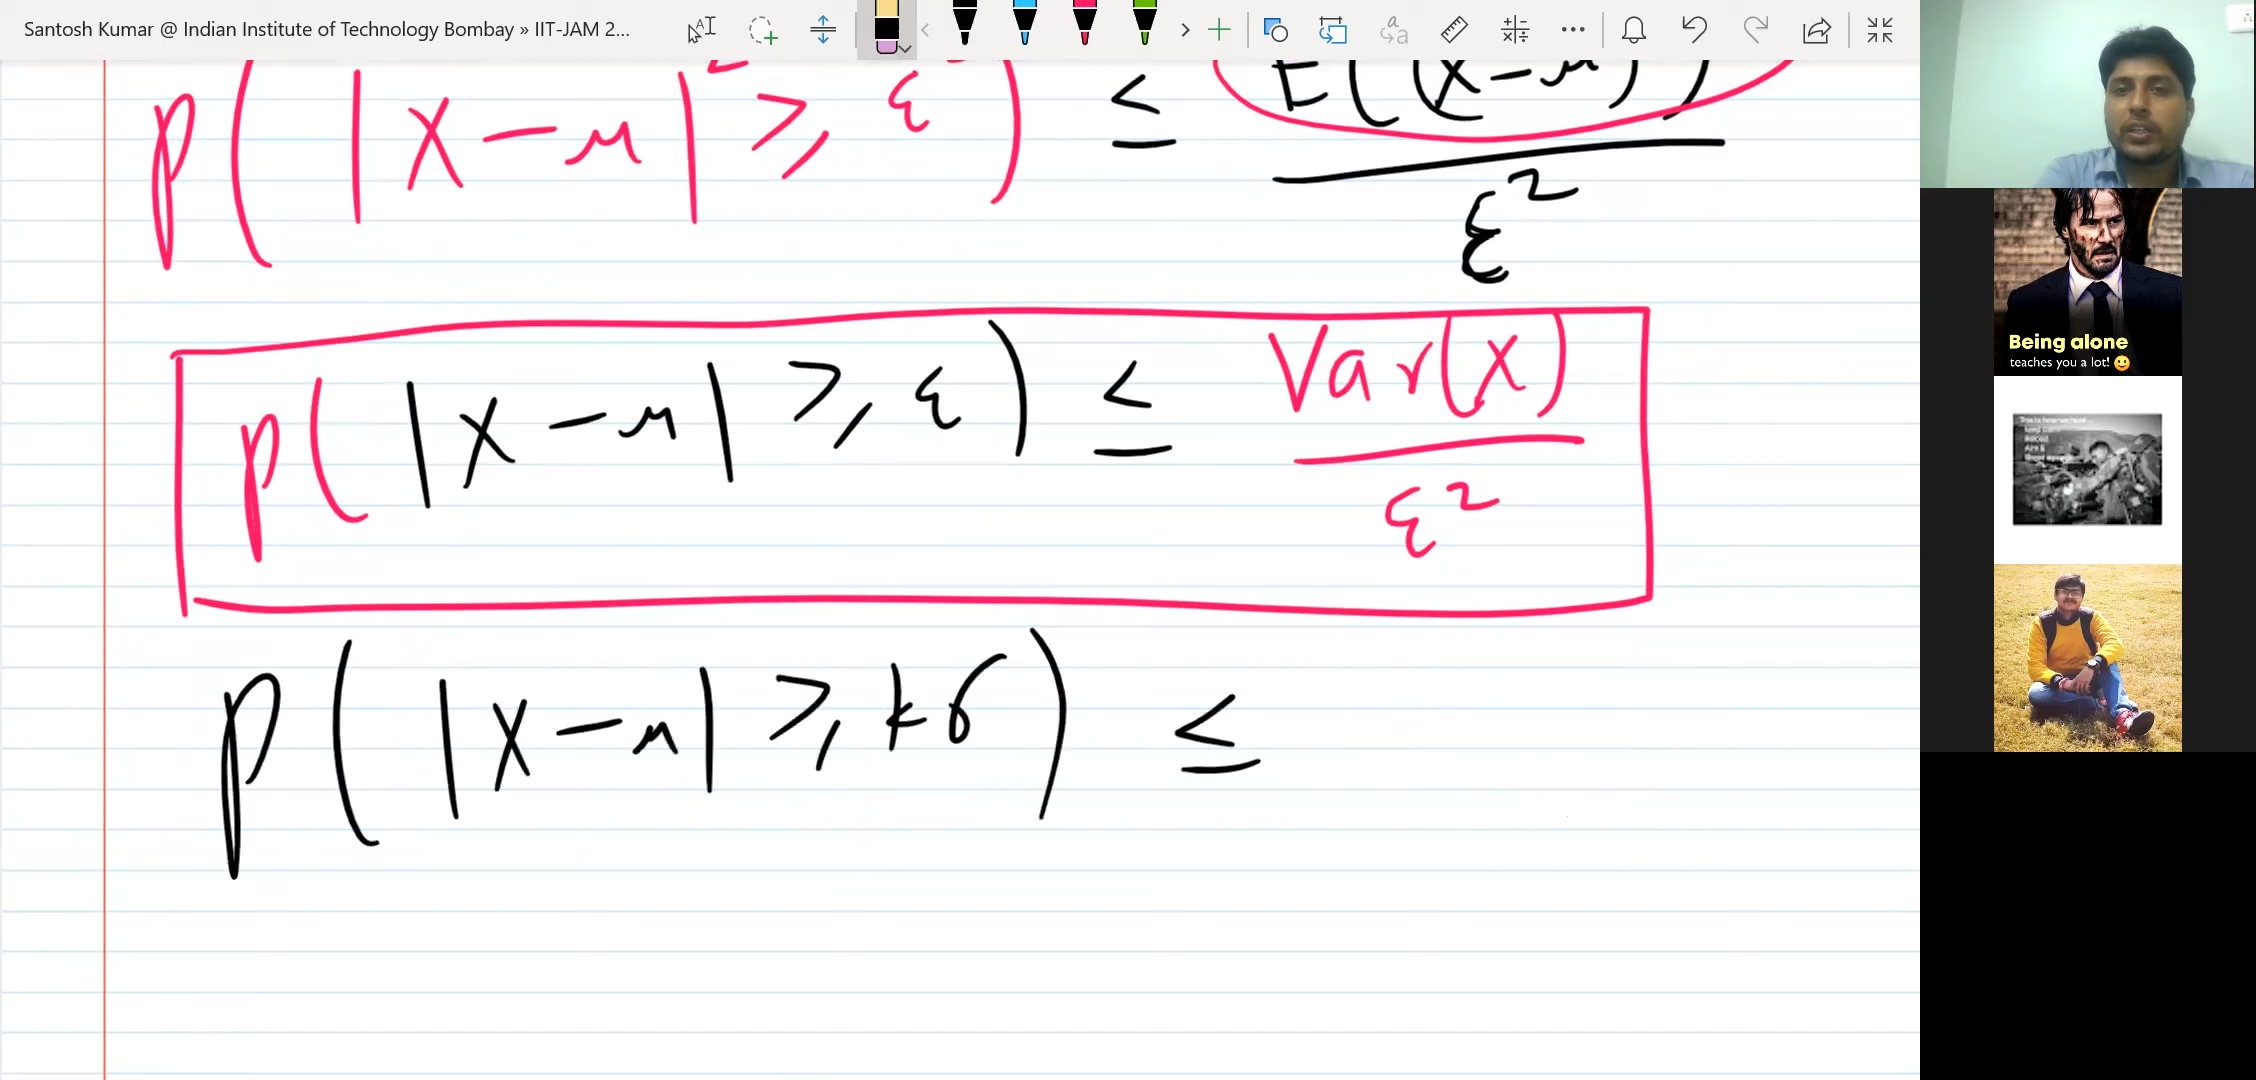 Santosh Kumar @ Indian Institute of Technology Bombay » IIT-JAM 2...
P(|X-μ|² ≥ ε²) ≤ E((X-μ)²)/ε²
P(|X-μ| ≥ ε) ≤ Var(X)/ε²
P(|X-μ| ≥ kσ) ≤
Being alone
teaches you a lot!